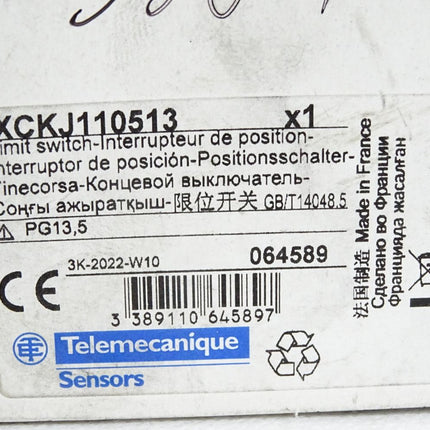 XCKJ110513 x1
limit switch-Interrupteur de position-
Interruptor de posición-Positionsschalter-
Finecorsa-Концевой выключатель-
Соңғы ажыратқыш-限位开关 GB/T14048.5
PG13,5
3K-2022-W10 064589
CE
3 389110 645897
Telemecanique
Sensors
Made In France
法国制造
Сделано во Франции
Францияда жасалған